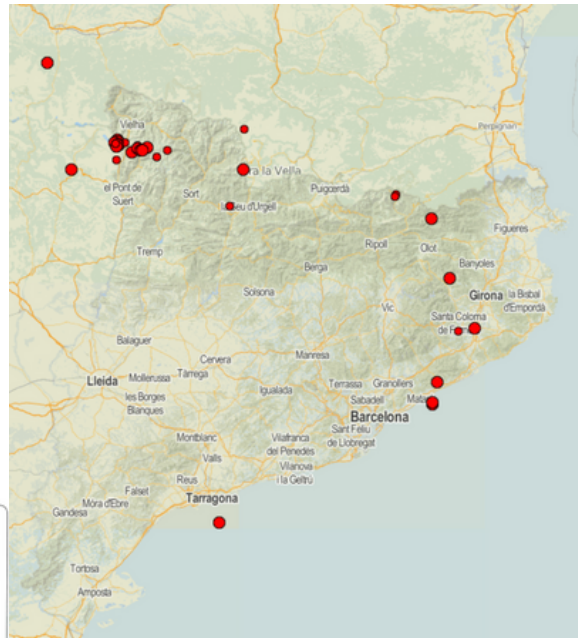 Perpignan
Vielha
ra la Vella
el Pont de
Suert
Sort
la Seu d'Urgell
Puigcerdà
Figueres
Tremp
Ripoll
Olot
Banyoles
Berga
Solsona
Vic
Girona
la Bisbal
d'Empordà
Santa Coloma
de
Balaguer
Cervera
Manresa
Lleida
Mollerussa
Tàrrega
Igualada
Terrassa
Granollers
les Borges
Blanques
Sabadell
Mata
Barcelona
Sant Feliu
de Llobregat
Montblanc
Vilafranca
del Penedès
Valls
Vilanova
i la Geltrú
Reus
Falset
Tarragona
Móra d'Ebre
Gandesa
Tortosa
Amposta